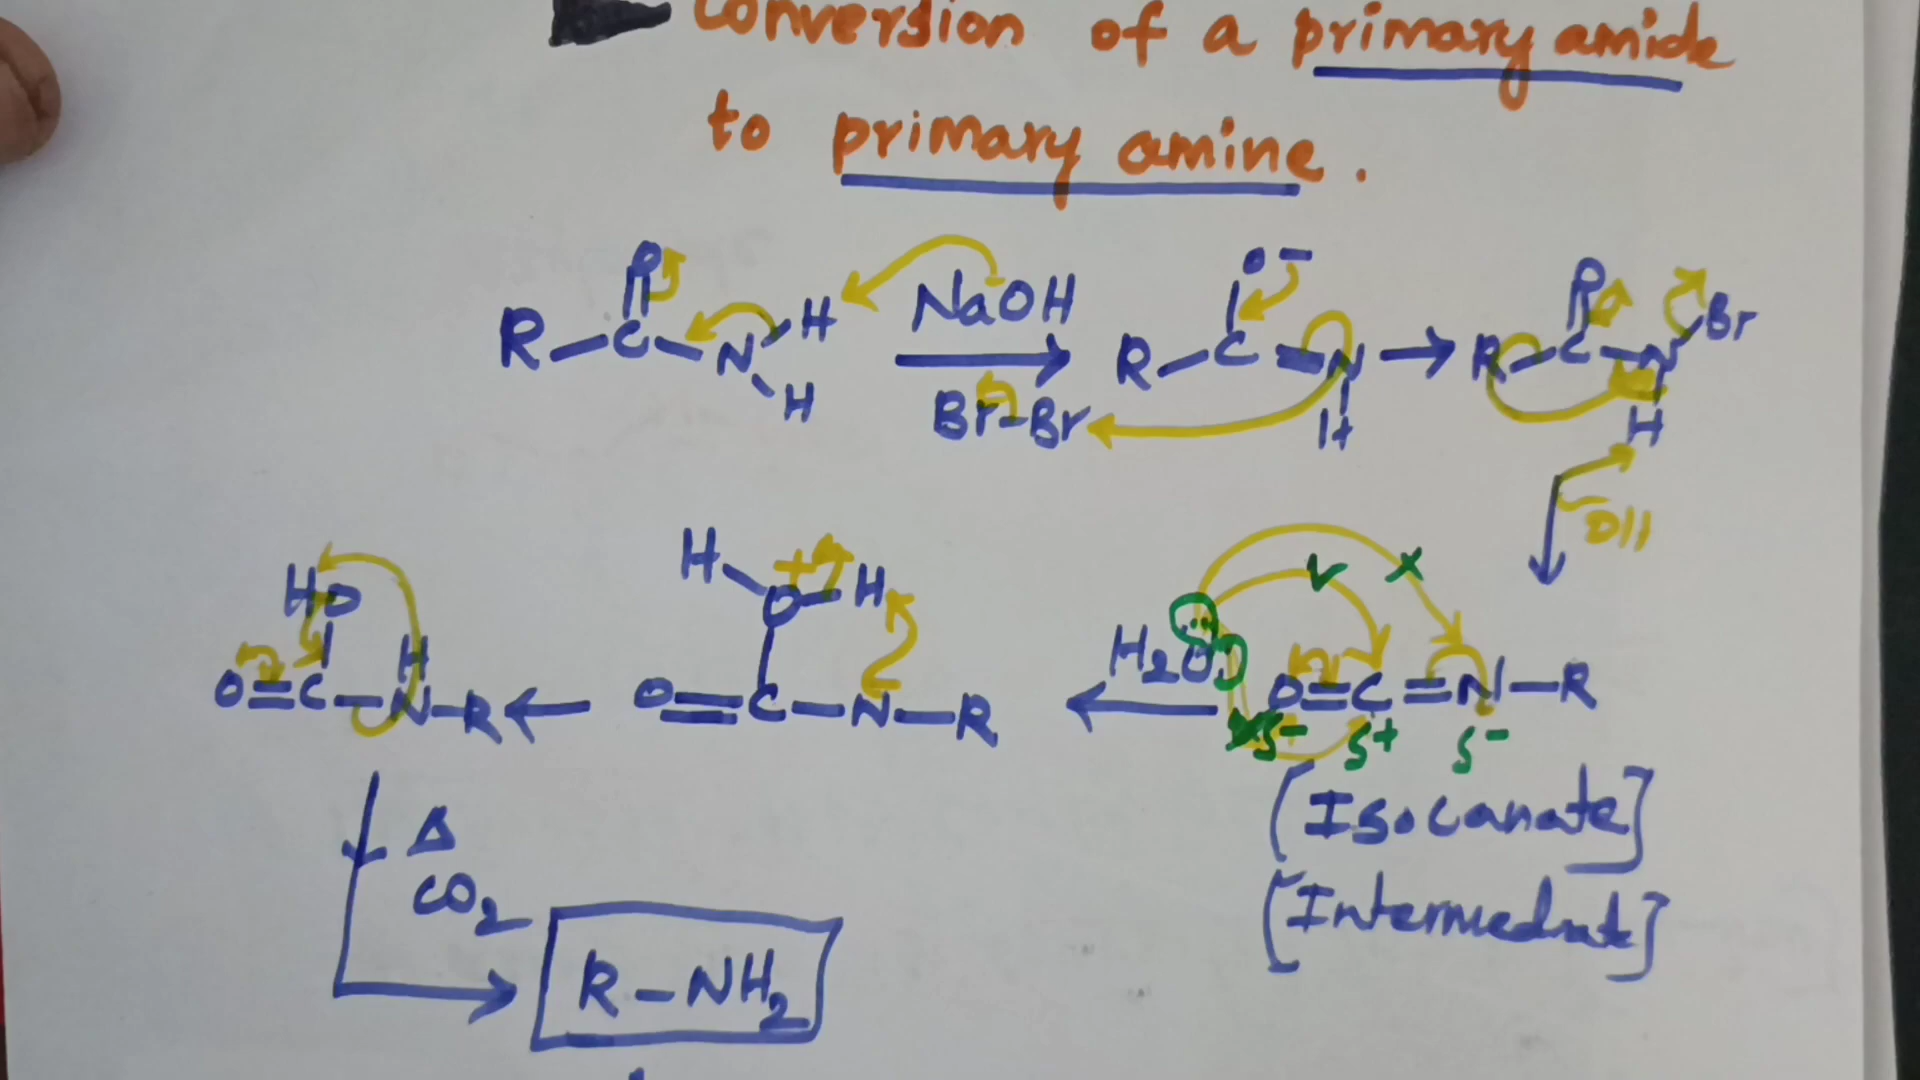 Conversion of a primary amide
to primary amine.
O O- O
R-C-N-H NaOH R-C=N R-C-N-Br
H Br-Br H H
OH
H O+-H
HO H H2O: O=C=N-R
O=C-N-R O=C-N-R δ- δ+ δ-
[Isocanate]
Δ [Intermediate]
CO2
R-NH2